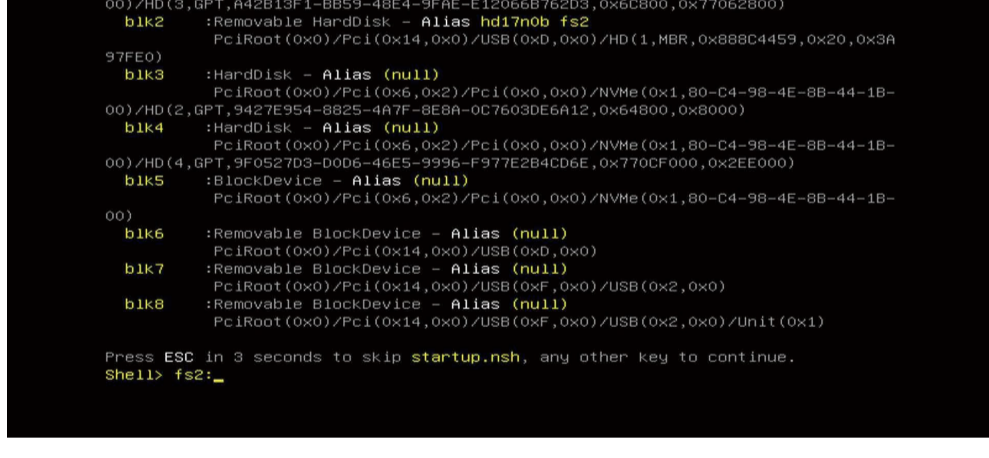 00)/HD(3,GPT,A42B13F1-BB59-48E4-9FAE-E12066B762D3,0x6C800,0x77062800)
blk2 :Removable HardDisk - Alias hd17n0b fs2
PciRoot(0x0)/Pci(0x14,0x0)/USB(0xD,0x0)/HD(1,MBR,0x888C4459,0x20,0x3A
97FE0)
blk3 :HardDisk - Alias (null)
PciRoot(0x0)/Pci(0x6,0x2)/Pci(0x0,0x0)/NVMe(0x1,80-C4-98-4E-8B-44-1B-
00)/HD(2,GPT,9427E954-8825-4A7F-8E8A-0C7603DE6A12,0x64800,0x8000)
blk4 :HardDisk - Alias (null)
PciRoot(0x0)/Pci(0x6,0x2)/Pci(0x0,0x0)/NVMe(0x1,80-C4-98-4E-8B-44-1B-
00)/HD(4,GPT,9F0527D3-D0D6-46E5-9996-F977E2B4CD6E,0x770CF000,0x2EE000)
blk5 :BlockDevice - Alias (null)
PciRoot(0x0)/Pci(0x6,0x2)/Pci(0x0,0x0)/NVMe(0x1,80-C4-98-4E-8B-44-1B-
00)
blk6 :Removable BlockDevice - Alias (null)
PciRoot(0x0)/Pci(0x14,0x0)/USB(0xD,0x0)
blk7 :Removable BlockDevice - Alias (null)
PciRoot(0x0)/Pci(0x14,0x0)/USB(0xF,0x0)/USB(0x2,0x0)
blk8 :Removable BlockDevice - Alias (null)
PciRoot(0x0)/Pci(0x14,0x0)/USB(0xF,0x0)/USB(0x2,0x0)/Unit(0x1)
Press ESC in 3 seconds to skip startup.nsh, any other key to continue.
Shell> fs2:_